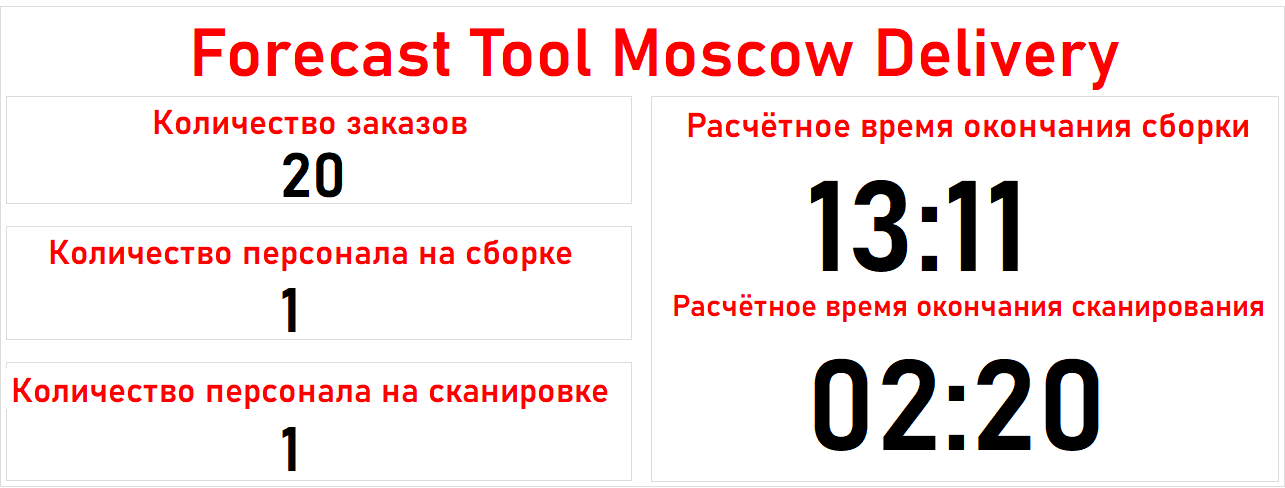 Forecast Tool Moscow Delivery
Количество заказов
20
Количество персонала на сборке
1
Количество персонала на сканировке
1
Расчётное время окончания сборки
13:11
Расчётное время окончания сканирования
02:20